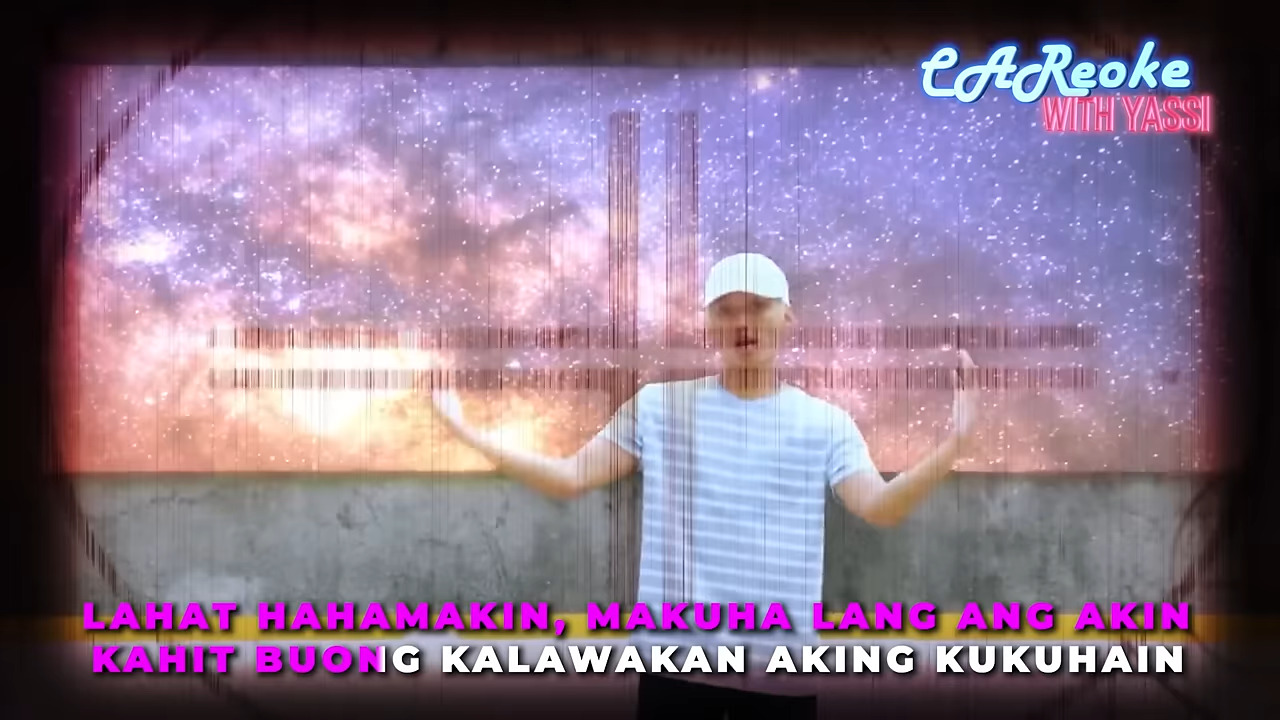 CAReoke
WITH YASSI
LAHAT HAHAMAKIN, MAKUHA LANG ANG AKIN
KAHIT BUONG KALAWAKAN AKING KUKUHAIN